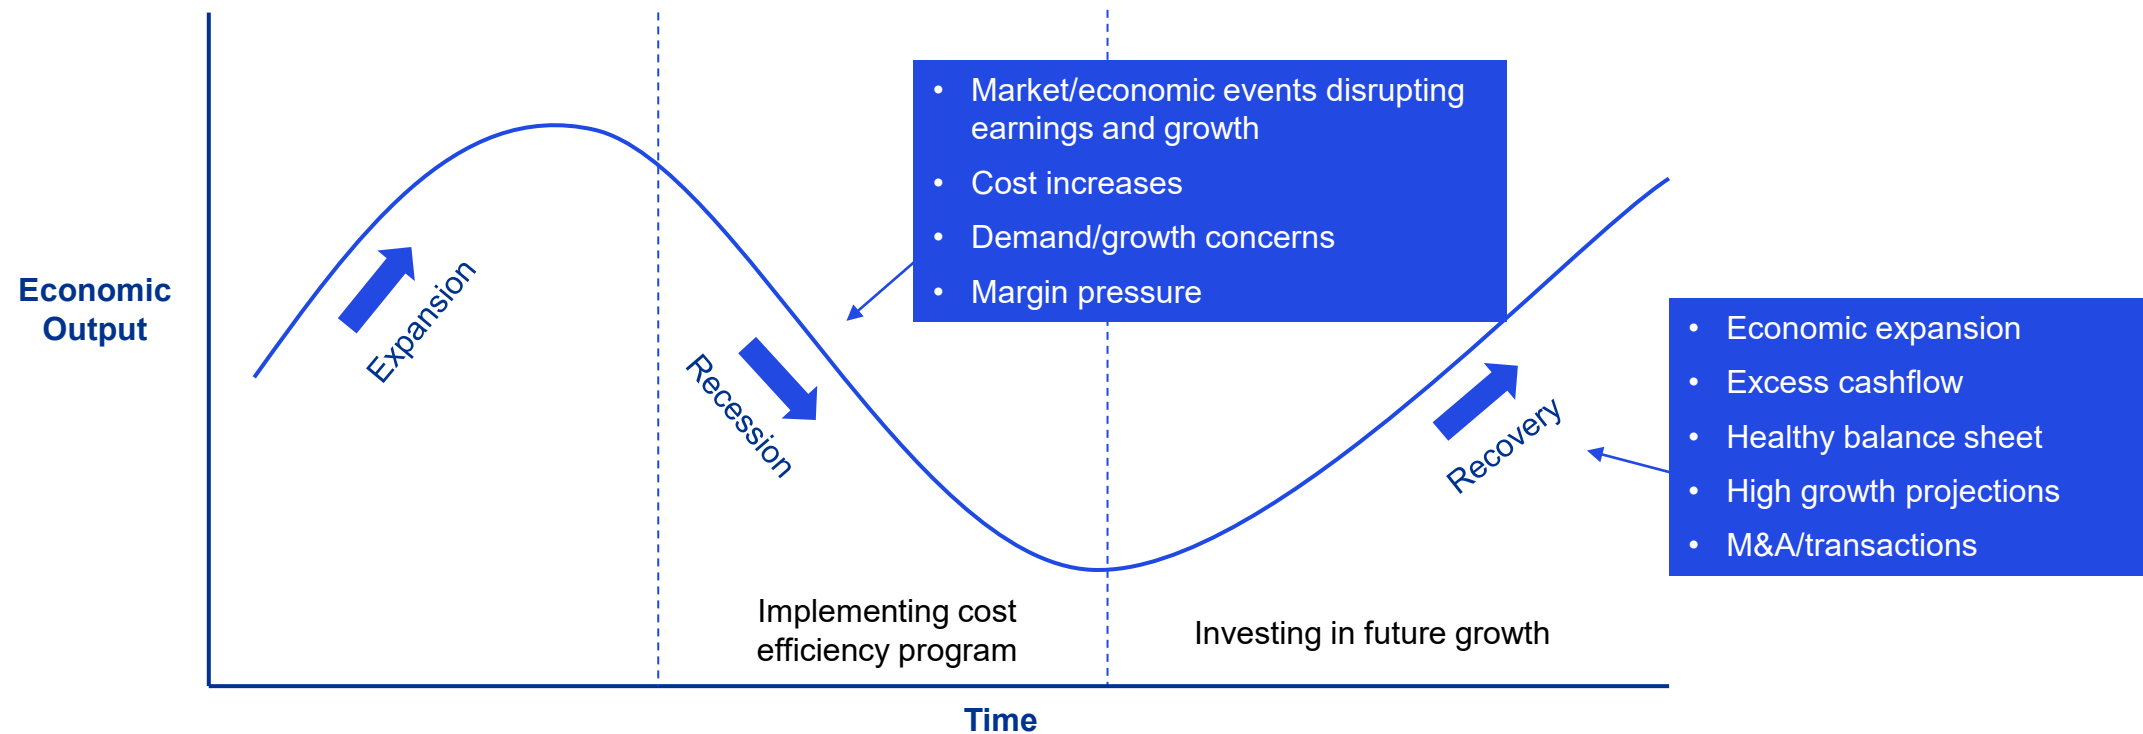 Economic
Output
Expansion
Recession
• Market/economic events disrupting
earnings and growth
• Cost increases
• Demand/growth concerns
• Margin pressure
Recovery
• Economic expansion
• Excess cashflow
• Healthy balance sheet
• High growth projections
• M&A/transactions
Implementing cost
efficiency program
Investing in future growth
Time